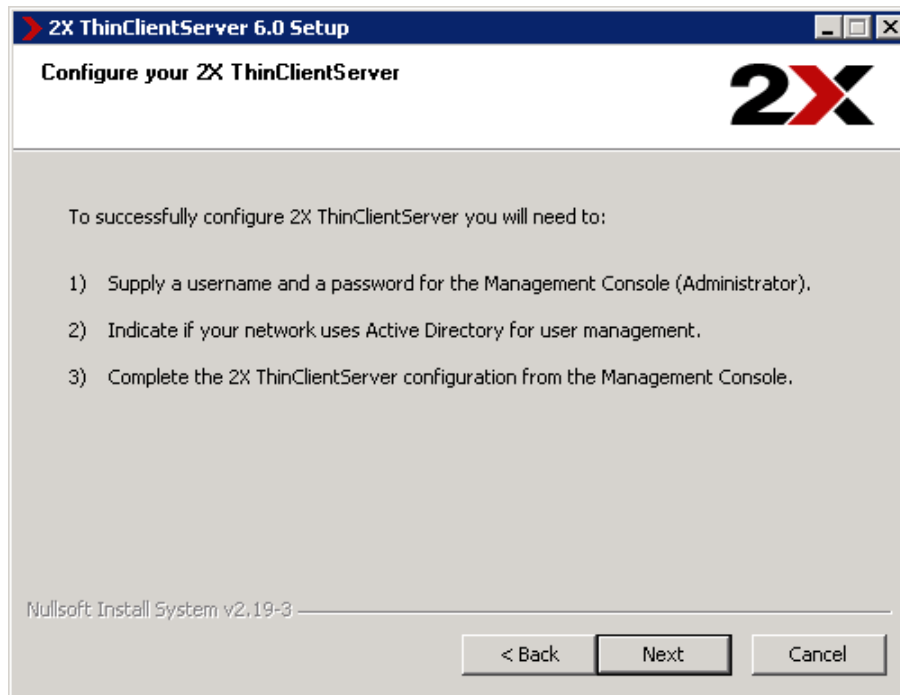 2X ThinClientServer 6.0 Setup
Configure your 2X ThinClientServer
2X
To successfully configure 2X ThinClientServer you will need to:
1) Supply a username and a password for the Management Console (Administrator).
2) Indicate if your network uses Active Directory for user management.
3) Complete the 2X ThinClientServer configuration from the Management Console.
Nullsoft Install System v2.19-3
< Back Next Cancel